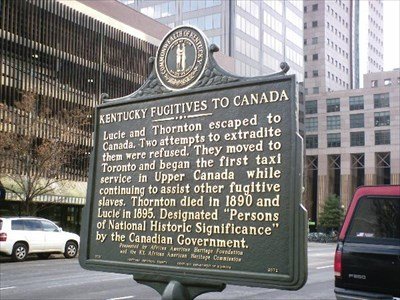 COMMONWEALTH OF KENTUCKY
KENTUCKY FUGITIVES TO CANADA
Lucie and Thornton escaped to
Canada. Two attempts to extradite
them were refused. They moved to
Toronto and began the first taxi
service in Upper Canada while
continuing to assist other fugitive
slaves. Thornton died in 1890 and
Lucie in 1895. Designated "Persons
of National Historic Significance"
by the Canadian Government.
Presented by African American Heritage Foundation
and the KY. African American Heritage Commission
2072
F350